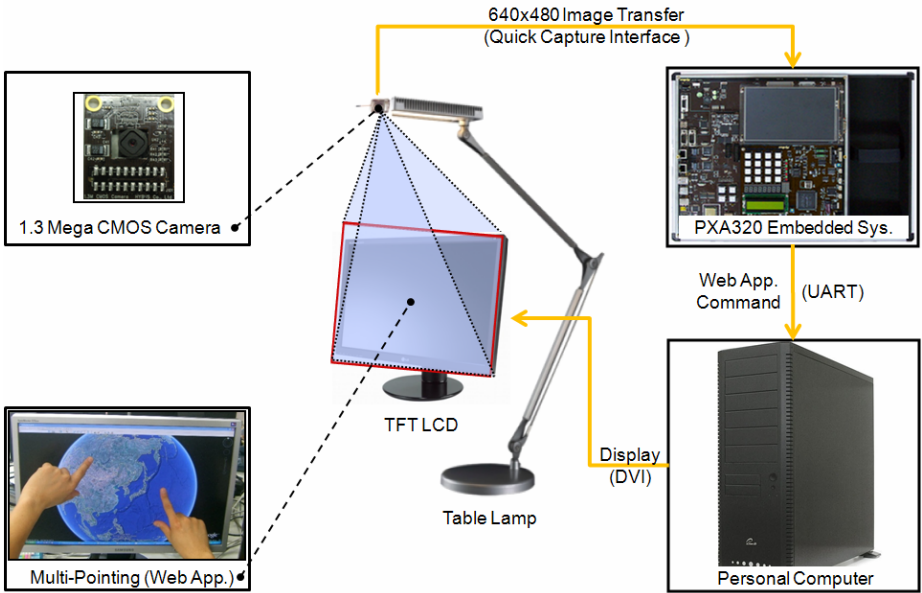 640x480 Image Transfer
(Quick Capture Interface )
1.3 Mega CMOS Camera
PXA320 Embedded Sys.
Web App.
Command
(UART)
TFT LCD
Display
(DVI)
Table Lamp
Multi-Pointing (Web App.)
Personal Computer